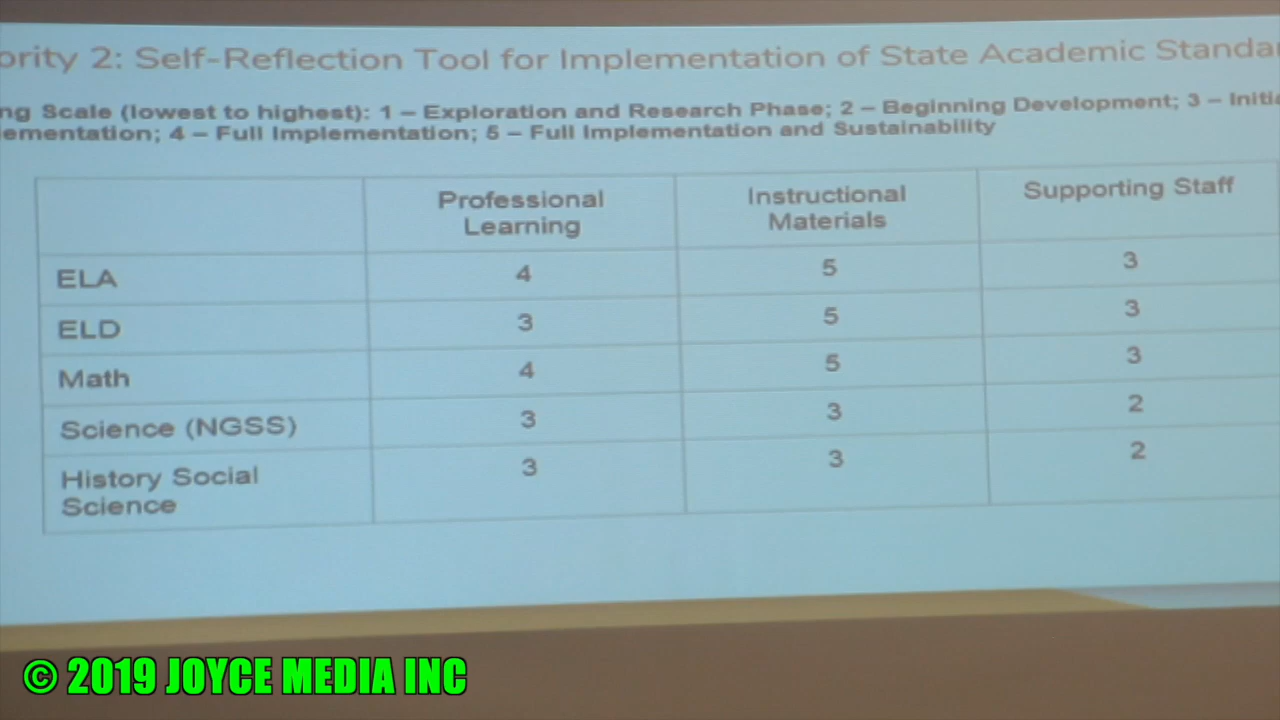 ority 2: Self-Reflection Tool for Implementation of State Academic Standa
ng Scale (lowest to highest): 1 – Exploration and Research Phase; 2 – Beginning Development; 3 – Initia
ementation; 4 – Full Implementation; 5 – Full Implementation and Sustainability
Professional Learning Instructional Materials Supporting Staff
ELA 4 5 3
ELD 3 5 3
Math 4 5 3
Science (NGSS) 3 3 2
History Social Science 3 3 2
© 2019 JOYCE MEDIA INC